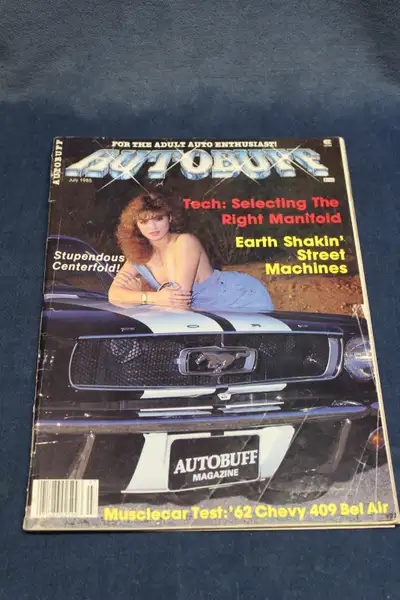 FOR THE ADULT AUTO ENTHUSIAST!
AUTOBUFF
AUTOBUFF
July 1985
Tech: Selecting The
Right Manifold
Earth Shakin'
Street
Machines
Stupendous
Centerfold!
F O R D
AUTOBUFF
MAGAZINE
Musclecar Test: '62 Chevy 409 Bel Air